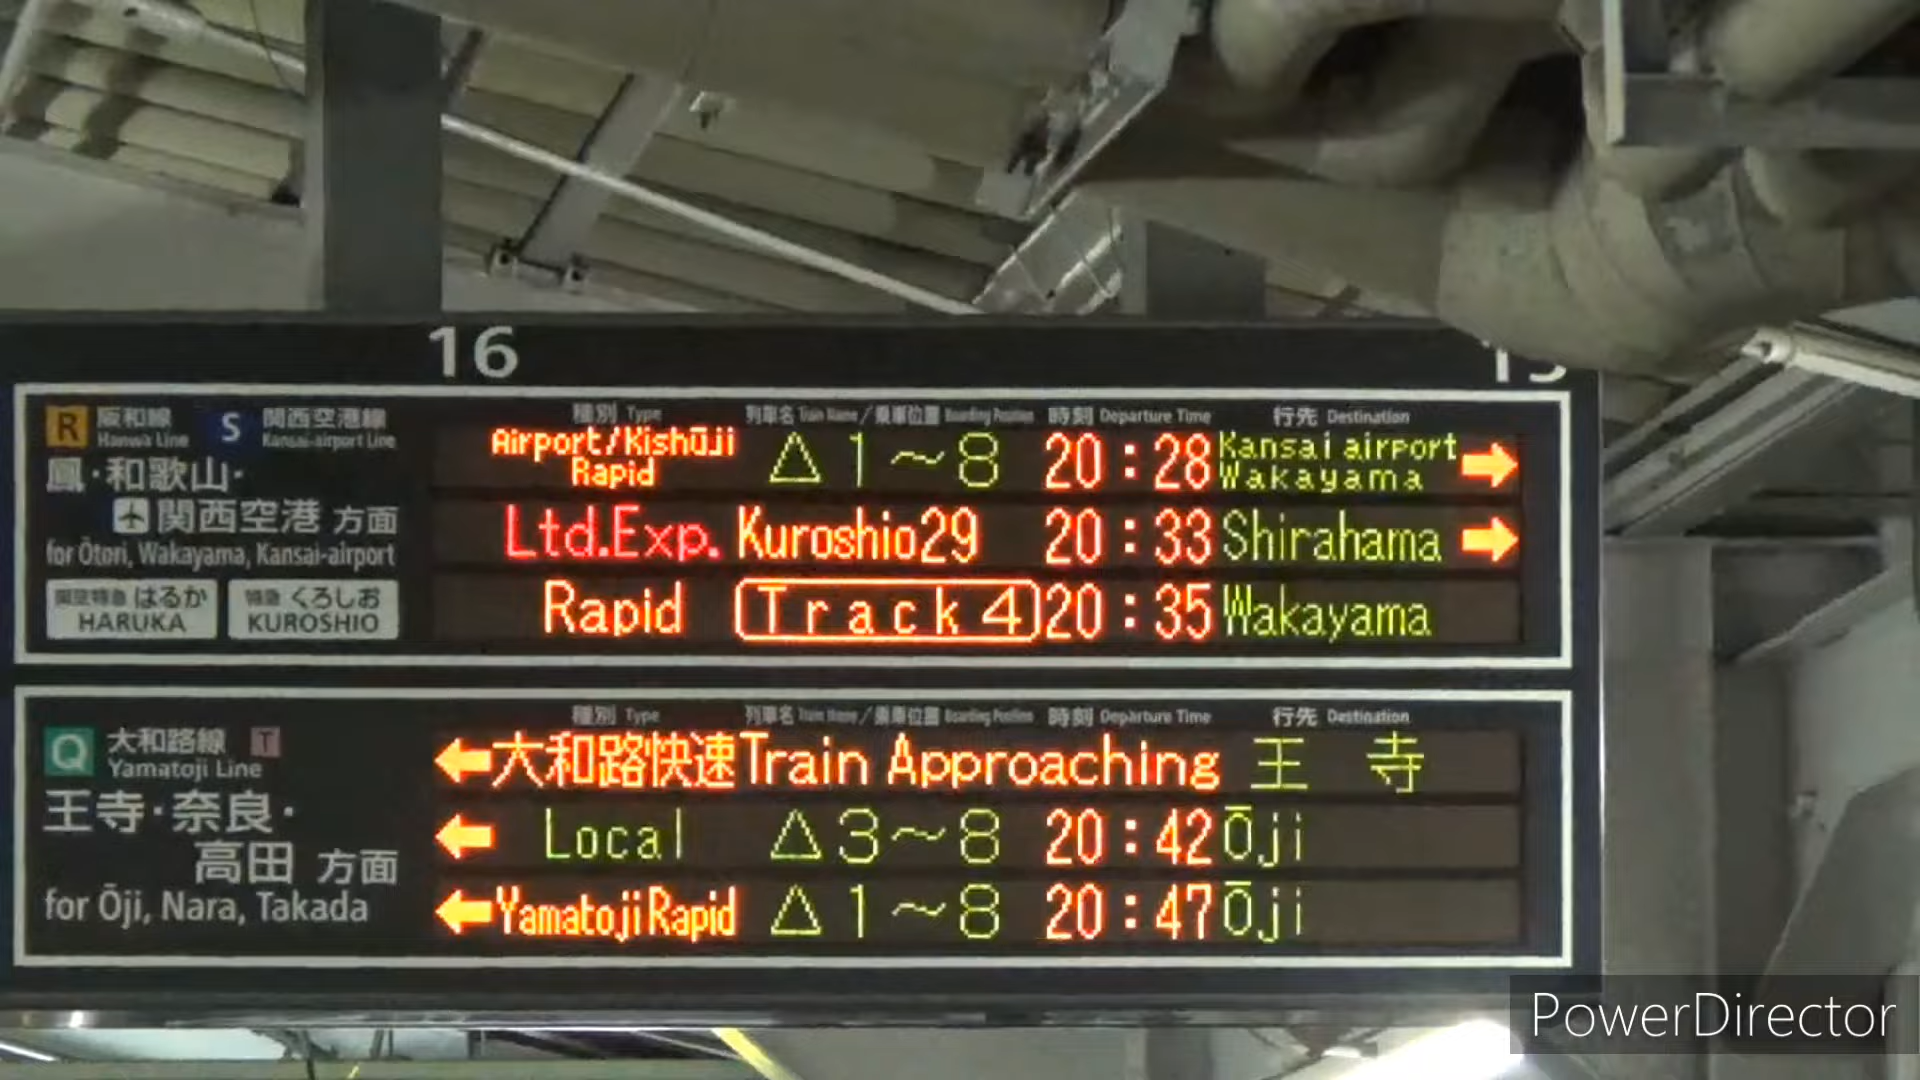 16
15
R 阪和線 S 関西空港線
Hanwa Line Kansai-airport Line
鳳・和歌山・
関西空港 方面
for Ōtori, Wakayama, Kansai-airport
関空特急 はるか 特急 くろしお
HARUKA KUROSHIO
種別 Type 列車名 Train Name / 乗車位置 Boarding Position 時刻 Departure Time 行先 Destination
Airport/Kishūji Rapid △1～8 20:28 Kansai airport Wakayama →
Ltd.Exp. Kuroshio29 20:33 Shirahama →
Rapid Track4 20:35 Wakayama
Q 大和路線 T
Yamatoji Line
王寺・奈良・
高田 方面
for Ōji, Nara, Takada
種別 Type 列車名 Train Name / 乗車位置 Boarding Position 時刻 Departure Time 行先 Destination
← 大和路快速 Train Approaching 王寺
← Local △3～8 20:42 Ōji
← Yamatoji Rapid △1～8 20:47 Ōji
PowerDirector